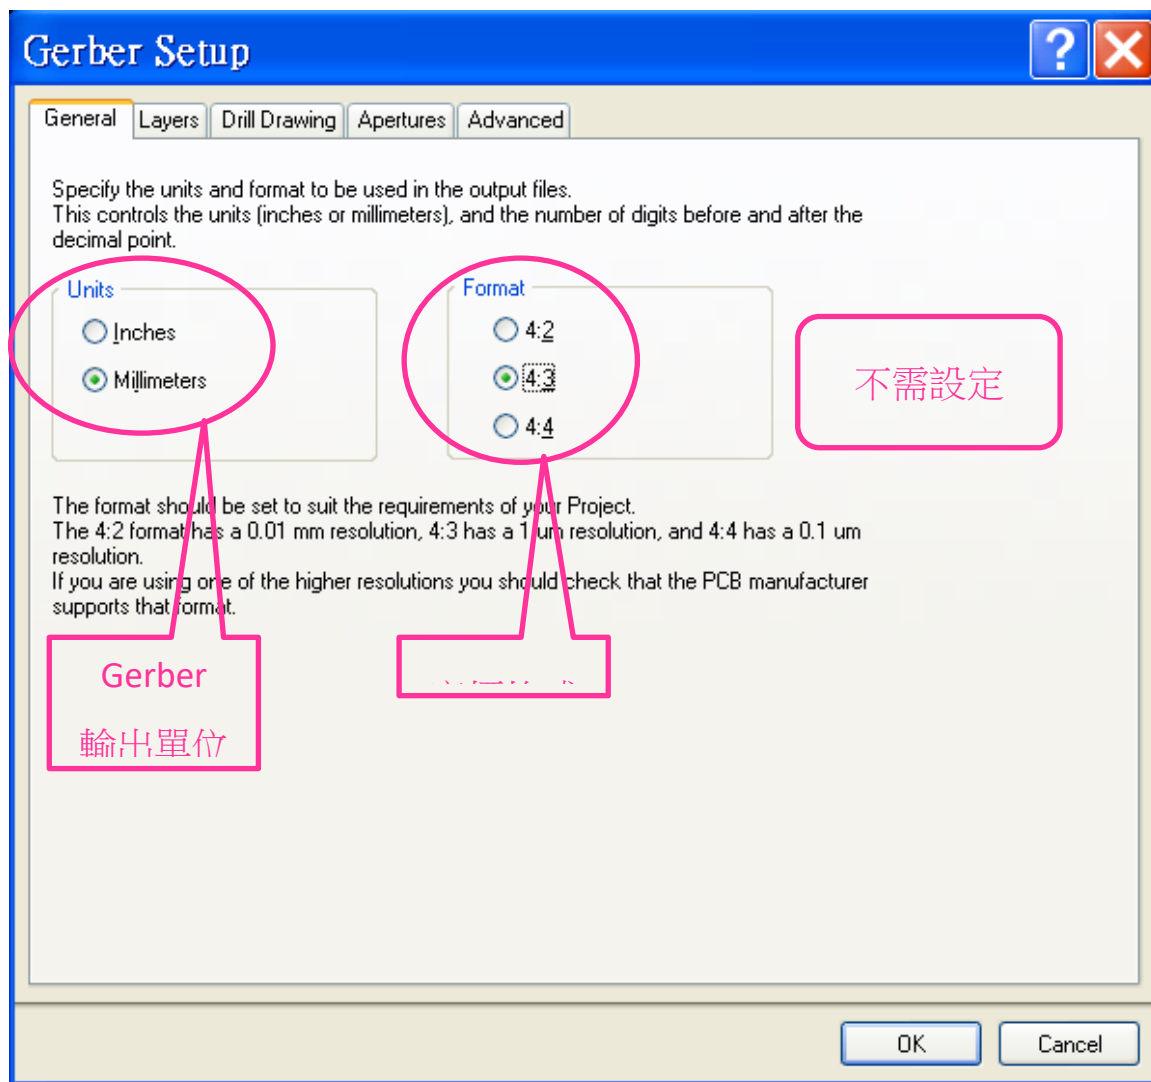 Gerber Setup
General Layers Drill Drawing Apertures Advanced
Specify the units and format to be used in the output files.
This controls the units (inches or millimeters), and the number of digits before and after the
decimal point.
Units
Inches
Millimeters
Format
4:2
4:3
4:4
不需設定
The format should be set to suit the requirements of your Project.
The 4:2 format has a 0.01 mm resolution, 4:3 has a 1 um resolution, and 4:4 has a 0.1 um
resolution.
If you are using one of the higher resolutions you should check that the PCB manufacturer
supports that format.
Gerber
輸出單位
OK Cancel